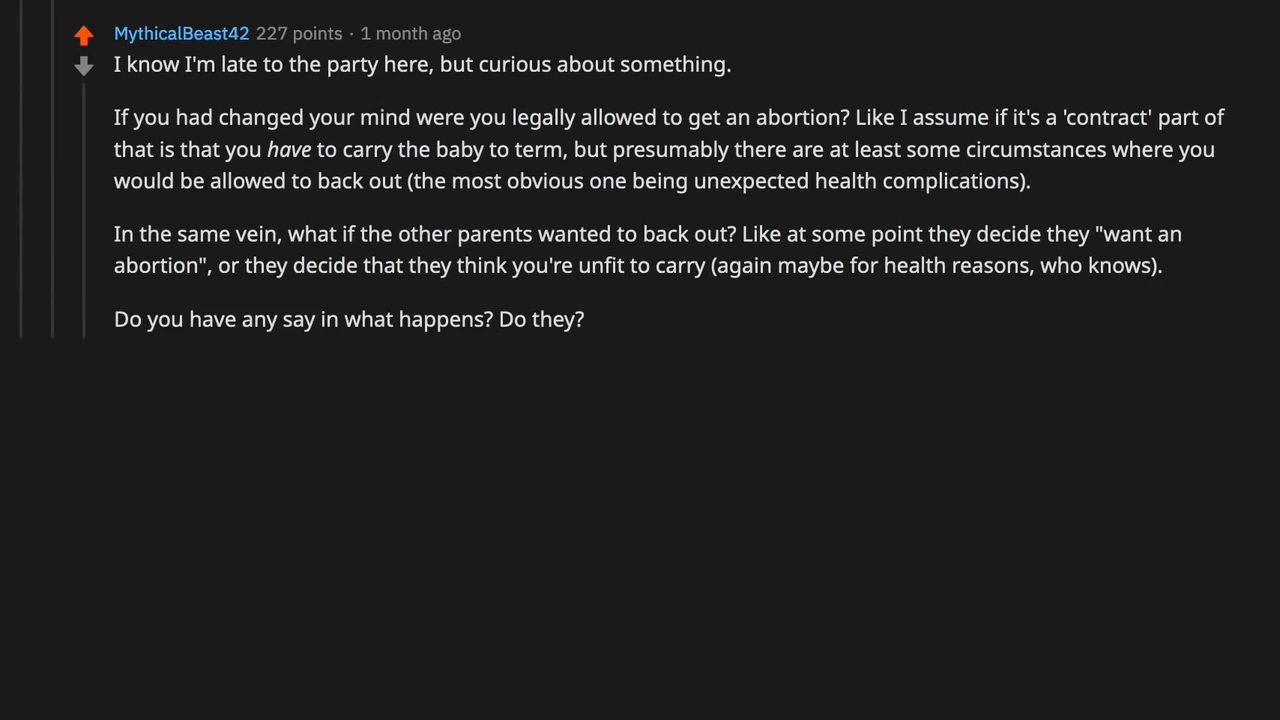 MythicalBeast42 227 points · 1 month ago
I know I'm late to the party here, but curious about something.
If you had changed your mind were you legally allowed to get an abortion? Like I assume if it's a 'contract' part of
that is that you have to carry the baby to term, but presumably there are at least some circumstances where you
would be allowed to back out (the most obvious one being unexpected health complications).
In the same vein, what if the other parents wanted to back out? Like at some point they decide they "want an
abortion", or they decide that they think you're unfit to carry (again maybe for health reasons, who knows).
Do you have any say in what happens? Do they?